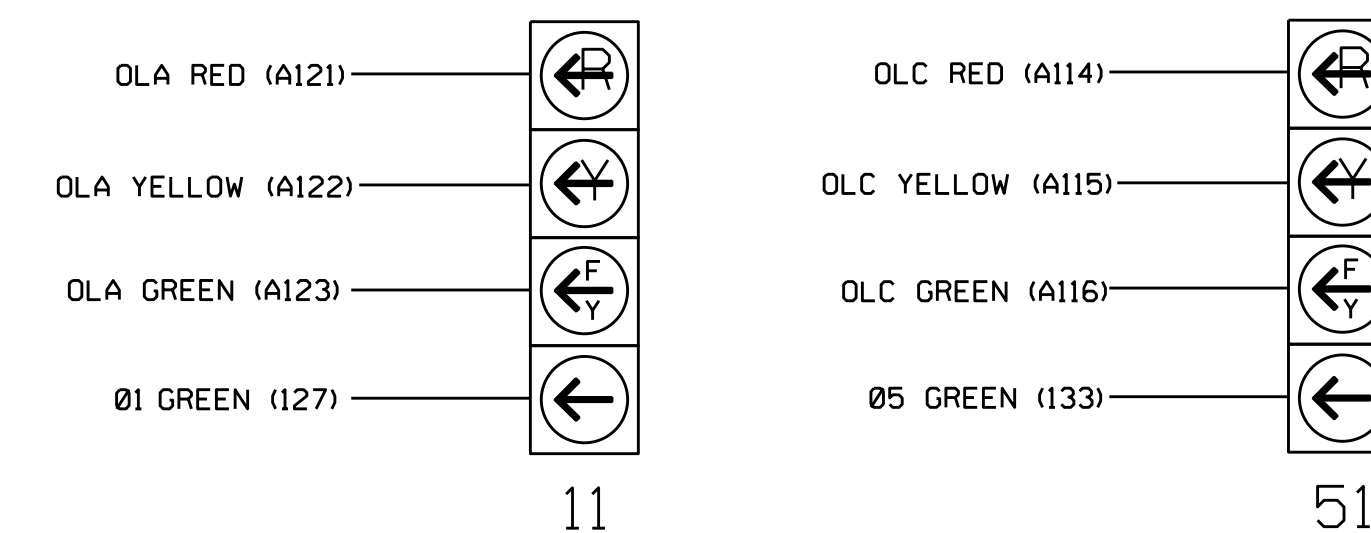 OLA RED (A121)
R
OLA YELLOW (A122)
Y
OLA GREEN (A123)
F
Y
Ø1 GREEN (127)
11
OLC RED (A114)
R
OLC YELLOW (A115)
Y
OLC GREEN (A116)
F
Y
Ø5 GREEN (133)
51